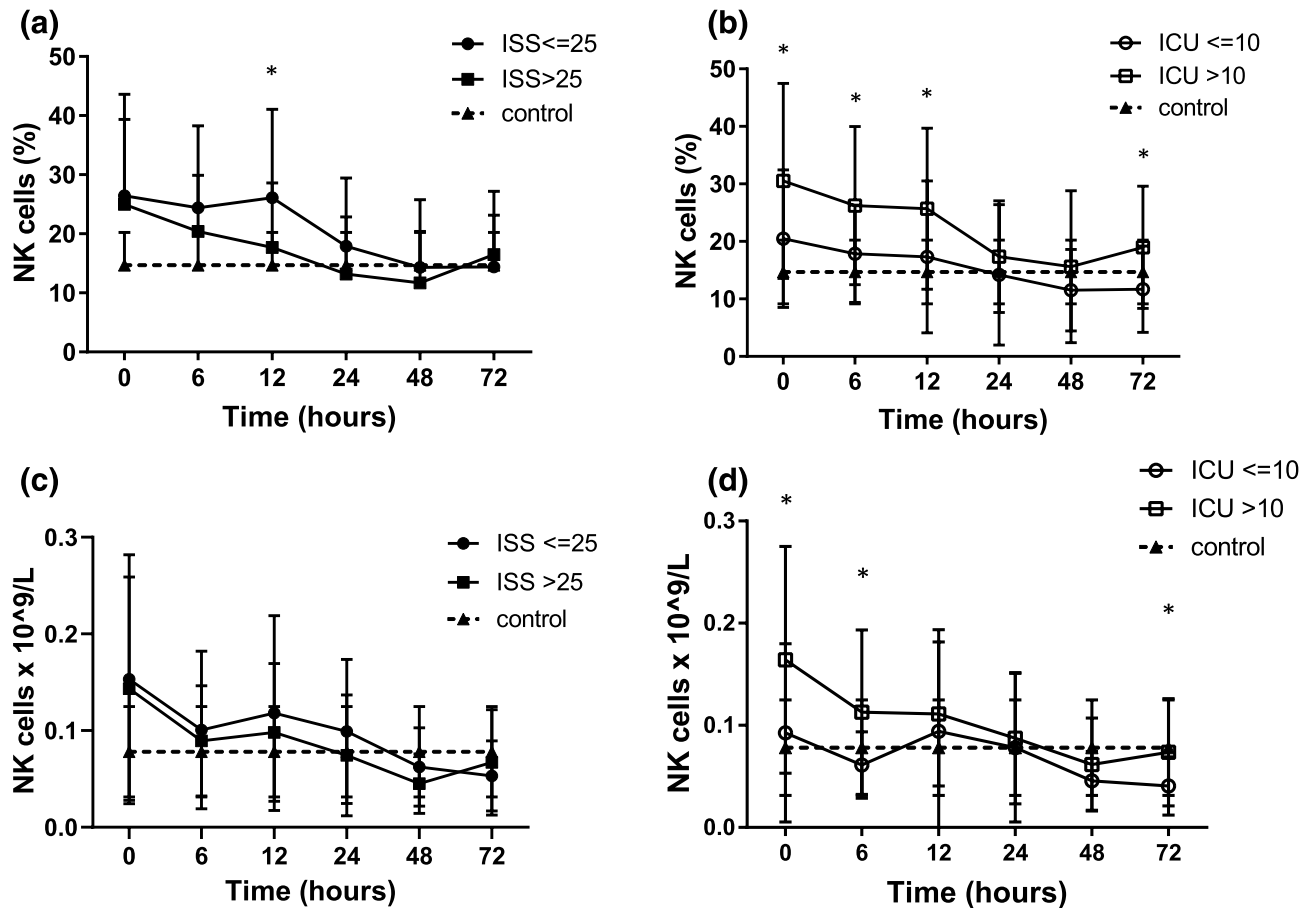 (a)
ISS<=25
ISS>25
control
*
50
40
30
20
10
0
NK cells (%)
0 6 12 24 48 72
Time (hours)
(b)
ICU <=10
ICU >10
control
* * * *
50
40
30
20
10
0
NK cells (%)
0 6 12 24 48 72
Time (hours)
(c)
ISS <=25
ISS >25
control
0.3
0.2
0.1
0.0
NK cells x 10^9/L
0 6 12 24 48 72
Time (hours)
(d)
ICU <=10
ICU >10
control
* * *
0.3
0.2
0.1
0.0
NK cells x 10^9/L
0 6 12 24 48 72
Time (hours)